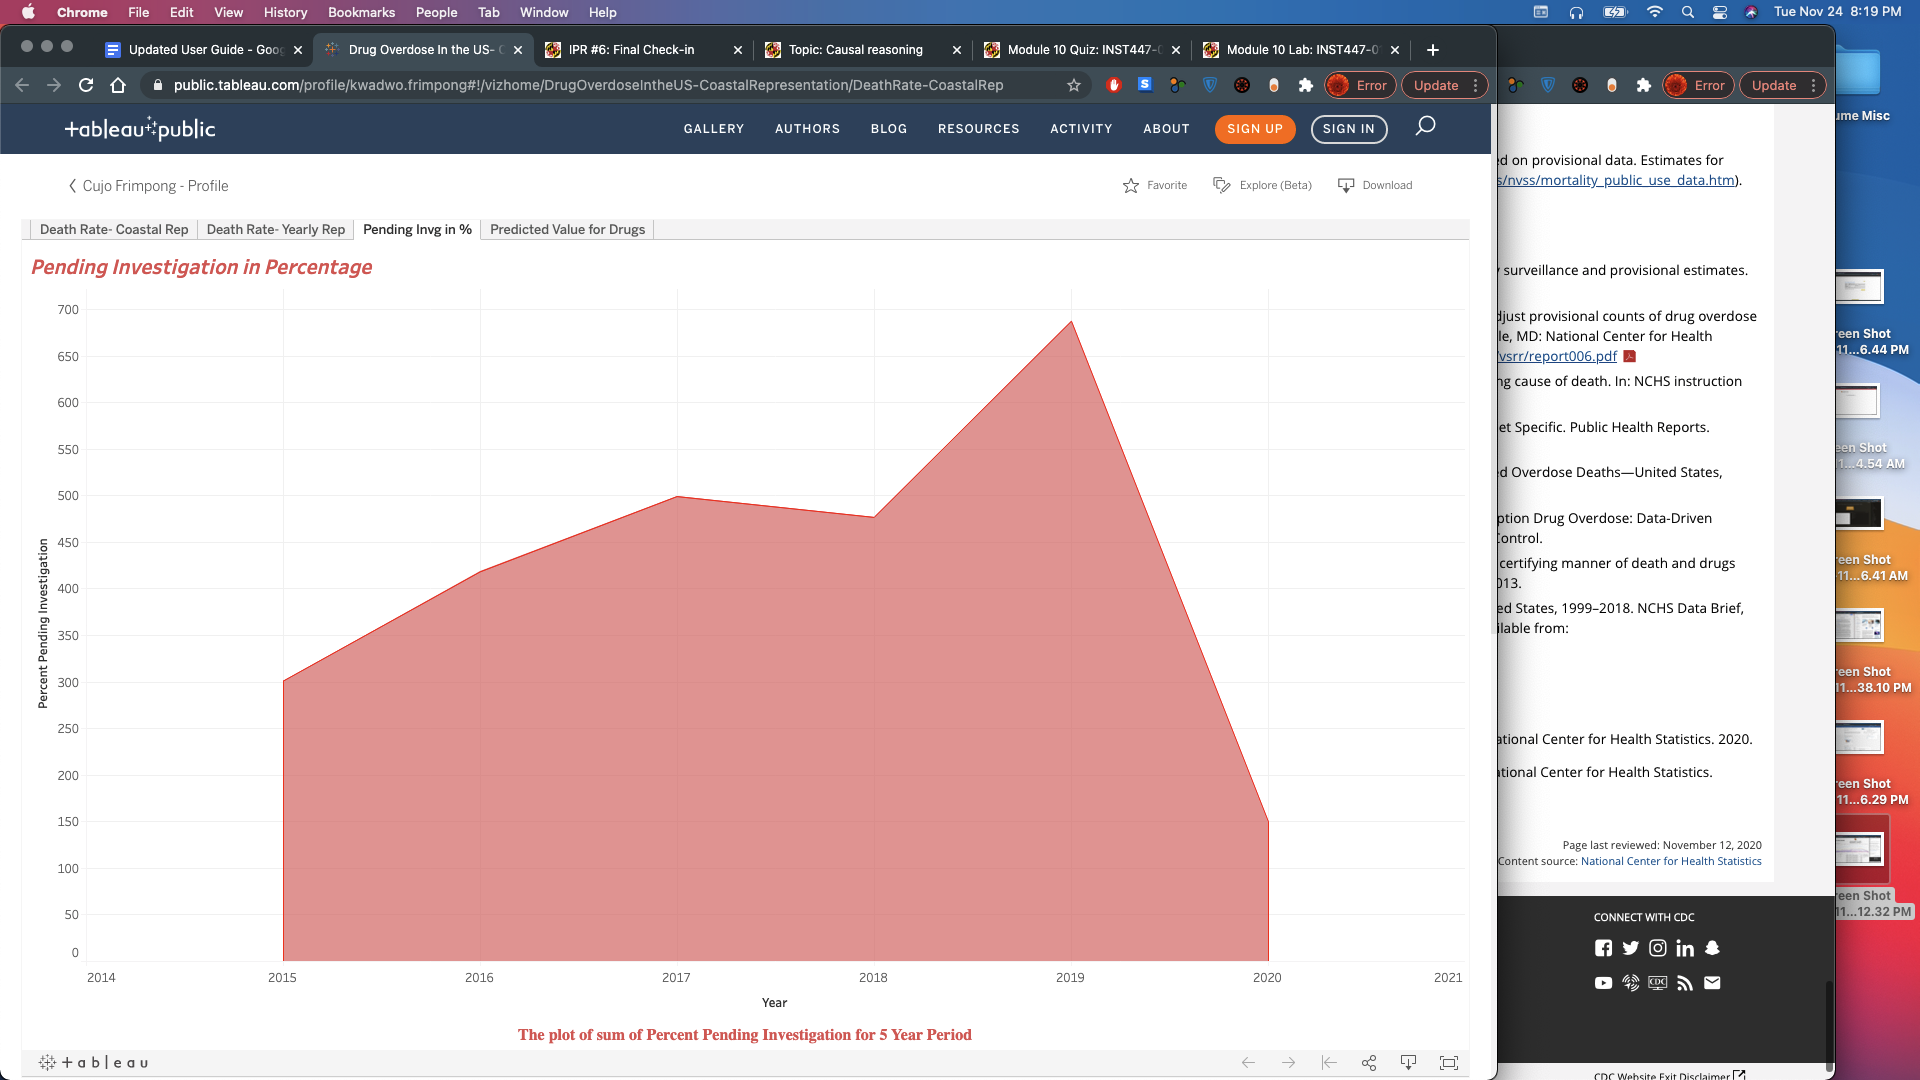 Chrome File Edit View History Bookmarks People Tab Window Help
Tue Nov 24 8:19 PM
Updated User Guide - Goog
Drug Overdose In the US-
IPR #6: Final Check-in
Topic: Causal reasoning
Module 10 Quiz: INST447-0
Module 10 Lab: INST447-0
public.tableau.com/profile/kwadwo.frimpong#!/vizhome/DrugOverdoseIntheUS-CoastalRepresentation/DeathRate-CoastalRep
Error Update
Error Update
+ableau+public
GALLERY AUTHORS BLOG RESOURCES ACTIVITY ABOUT SIGN UP SIGN IN
Cujo Frimpong - Profile
Favorite Explore (Beta) Download
Death Rate- Coastal Rep Death Rate- Yearly Rep Pending Invg in % Predicted Value for Drugs
Pending Investigation in Percentage
Percent Pending Investigation
700
650
600
550
500
450
400
350
300
250
200
150
100
50
0
2014 2015 2016 2017 2018 2019 2020 2021
Year
The plot of sum of Percent Pending Investigation for 5 Year Period
+ a b l e a u
ed on provisional data. Estimates for
s/nvss/mortality_public_use_data.htm).
surveillance and provisional estimates.
djust provisional counts of drug overdose
le, MD: National Center for Health
/vsrr/report006.pdf
ng cause of death. In: NCHS instruction
et Specific. Public Health Reports.
ed Overdose Deaths—United States,
ption Drug Overdose: Data-Driven
Control.
certifying manner of death and drugs
013.
ed States, 1999–2018. NCHS Data Brief,
ilable from:
ational Center for Health Statistics. 2020.
ational Center for Health Statistics.
Page last reviewed: November 12, 2020
Content source: National Center for Health Statistics
CONNECT WITH CDC
CDC
CDC Website Exit Disclaimer
ume Misc
reen Shot
11...6.44 PM
een Shot
1...4.54 AM
reen Shot
11...6.41 AM
reen Shot
11...38.10 PM
reen Shot
11...6.29 PM
reen Shot
11...12.32 PM